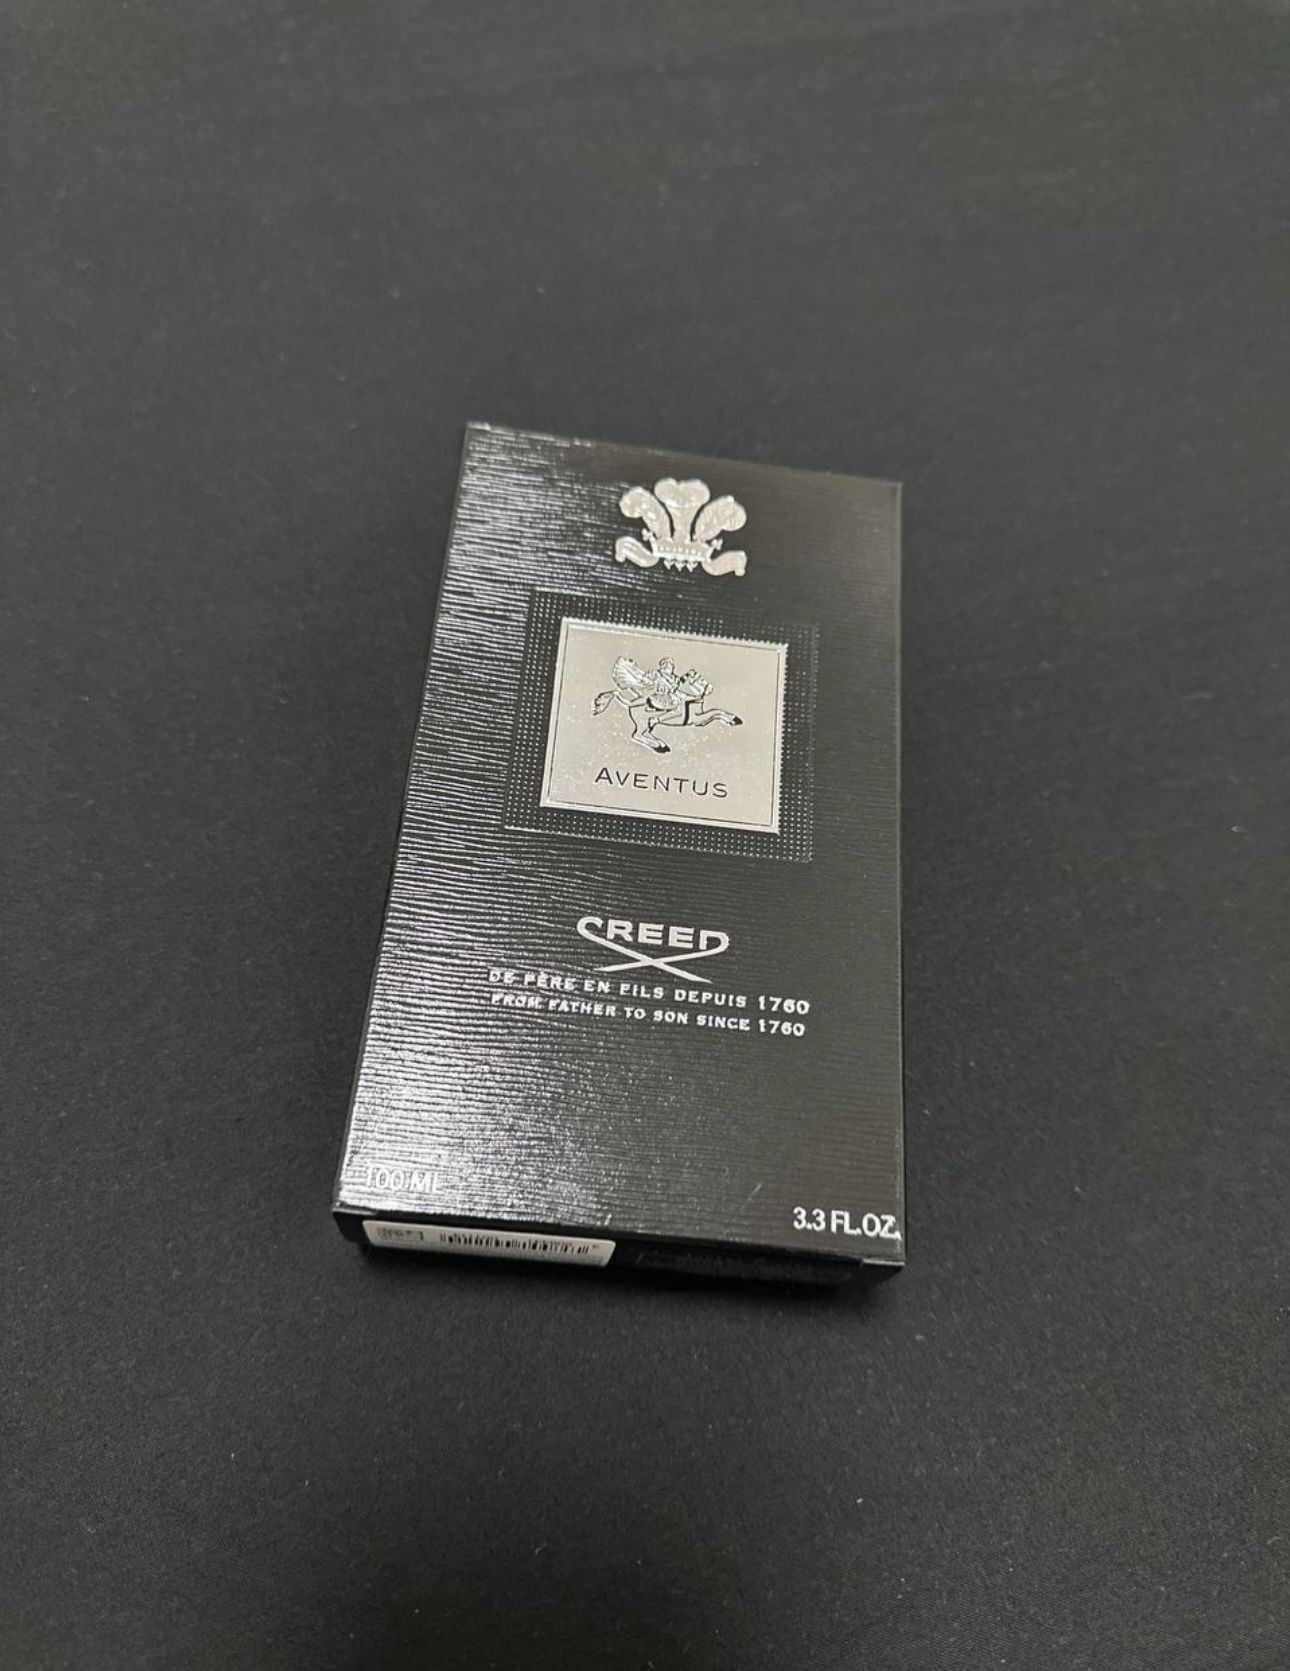 AVENTUS
CREED
DE PÈRE EN FILS DEPUIS 1760
FROM FATHER TO SON SINCE 1760
100 ML
3.3 FL.OZ.